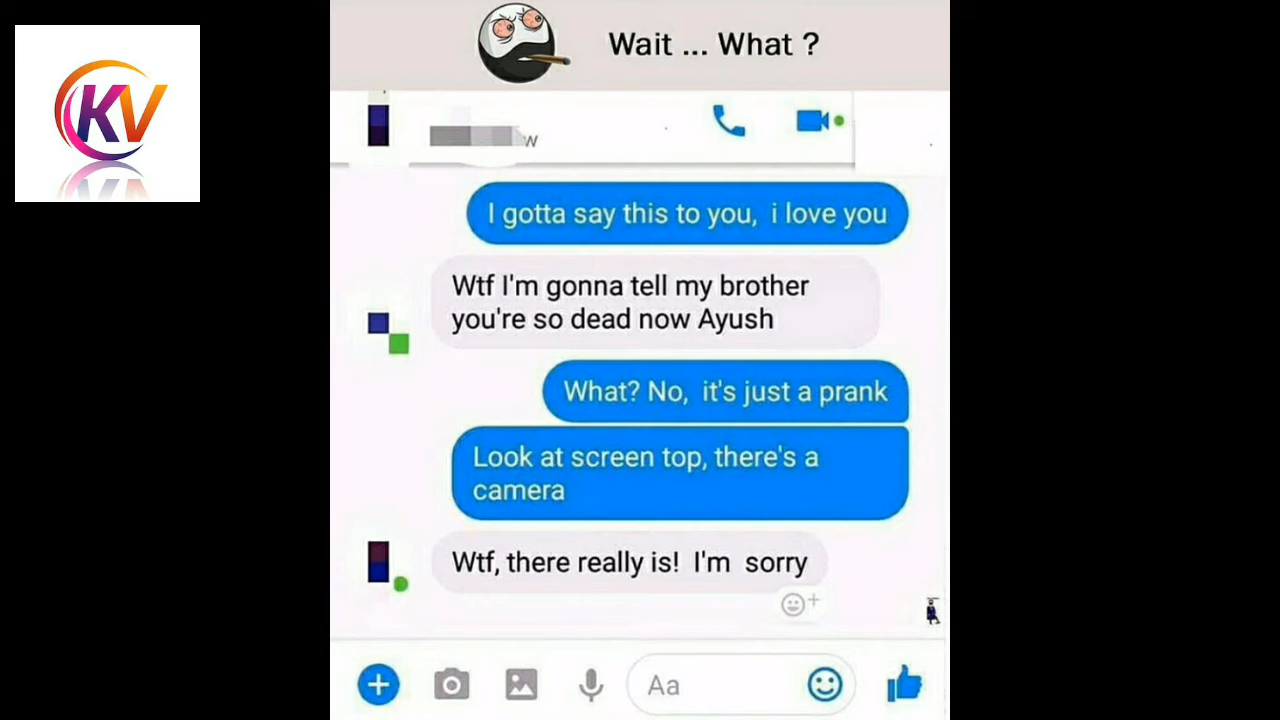 KV
Wait ... What ?
w
I gotta say this to you, i love you
Wtf I'm gonna tell my brother
you're so dead now Ayush
What? No, it's just a prank
Look at screen top, there's a
camera
Wtf, there really is! I'm sorry
Aa